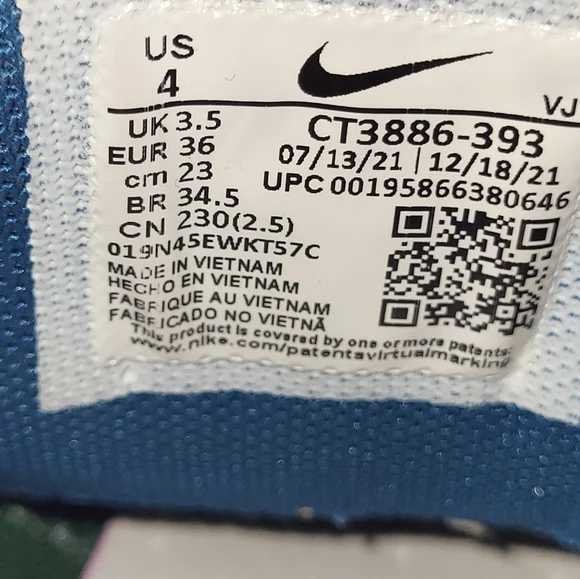 US
4
VJ
UK 3.5
EUR 36
cm 23
BR 34.5
CN 230(2.5)
CT3886-393
07/13/21 | 12/18/21
UPC 00195866380646
019N45EWKT57C
MADE IN VIETNAM
HECHO EN VIETNAM
FABRIQUE AU VIETNAM
FABRICADO NO VIETNÃ
This product is covered by one or more patents:
www.nike.com/patentsvirtualmarking